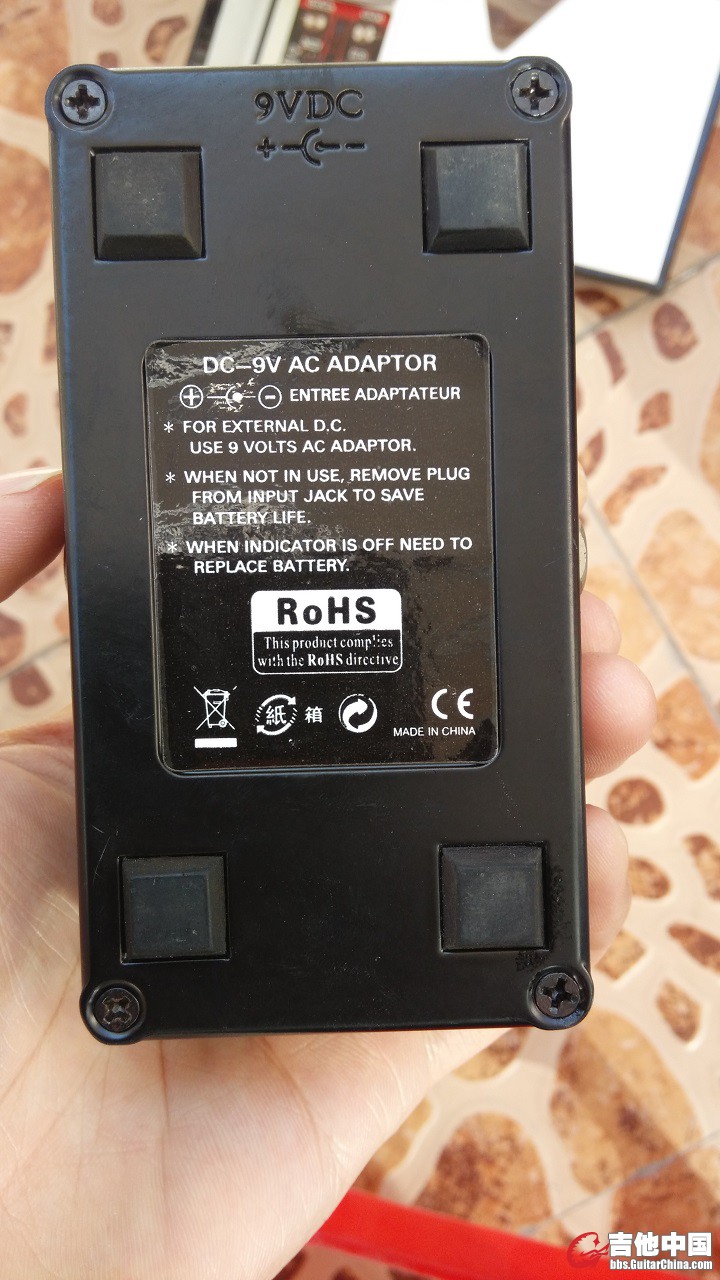 9VDC
+ -
DC-9V AC ADAPTOR
+ - ENTREE ADAPTATEUR
* FOR EXTERNAL D.C.
USE 9 VOLTS AC ADAPTOR.
* WHEN NOT IN USE, REMOVE PLUG
FROM INPUT JACK TO SAVE
BATTERY LIFE.
* WHEN INDICATOR IS OFF NEED TO
REPLACE BATTERY.
RoHS
This product complies
with the RoHS directive
紙 箱
CE
MADE IN CHINA
吉他中国
bbs.GuitarChina.com